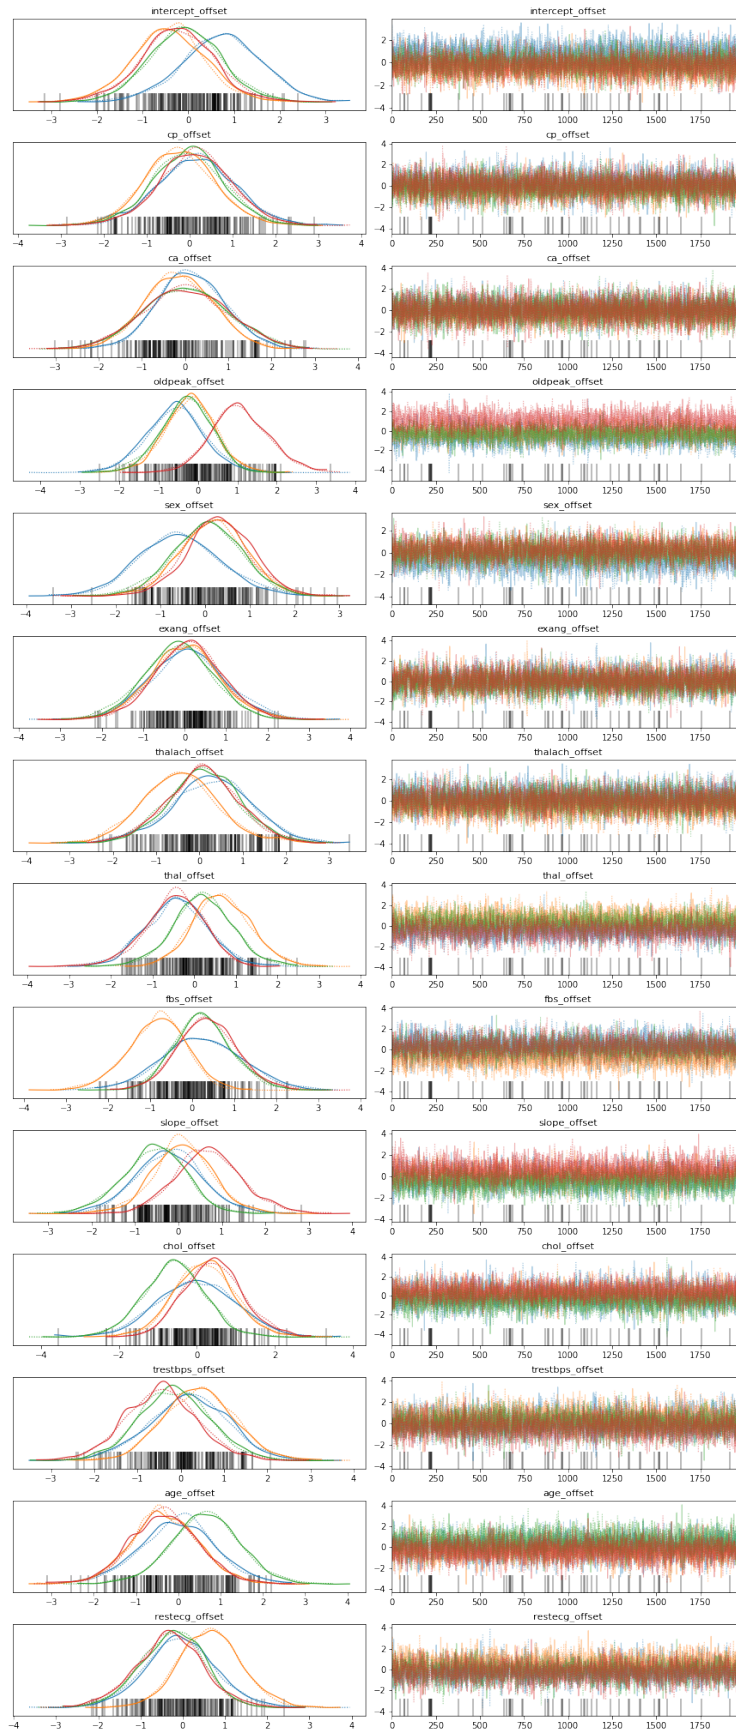 intercept_offset intercept_offset
2
0
−2
−4
−3 −2 −1 0 1 2 3 0 250 500 750 1000 1250 1500 1750
cp_offset cp_offset
4
2
0
−2
−4
−4 −3 −2 −1 0 1 2 3 4 0 250 500 750 1000 1250 1500 1750
ca_offset ca_offset
4
2
0
−2
−4
−3 −2 −1 0 1 2 3 4 0 250 500 750 1000 1250 1500 1750
oldpeak_offset oldpeak_offset
4
2
0
−2
−4
−4 −3 −2 −1 0 1 2 3 4 0 250 500 750 1000 1250 1500 1750
sex_offset sex_offset
2
0
−2
−4
−4 −3 −2 −1 0 1 2 3 0 250 500 750 1000 1250 1500 1750
exang_offset exang_offset
4
2
0
−2
−4
−4 −3 −2 −1 0 1 2 3 4 0 250 500 750 1000 1250 1500 1750
thalach_offset thalach_offset
4
2
0
−2
−4 −3 −2 −1 0 1 2 3 0 250 500 750 1000 1250 1500 1750
thal_offset thal_offset
4
2
0
−2
−4
−4 −3 −2 −1 0 1 2 3 4 0 250 500 750 1000 1250 1500 1750
fbs_offset fbs_offset
4
2
0
−2
−4
−4 −3 −2 −1 0 1 2 3 4 0 250 500 750 1000 1250 1500 1750
slope_offset slope_offset
4
2
0
−2
−3 −2 −1 0 1 2 3 4 0 250 500 750 1000 1250 1500 1750
chol_offset chol_offset
4
2
0
−2
−4
−4 −2 0 2 4 0 250 500 750 1000 1250 1500 1750
trestbps_offset trestbps_offset
4
2
0
−2
−4
−3 −2 −1 0 1 2 3 4 0 250 500 750 1000 1250 1500 1750
age_offset age_offset
4
2
0
−2
−4
−3 −2 −1 0 1 2 3 4 0 250 500 750 1000 1250 1500 1750
restecg_offset restecg_offset
4
2
0
−2
−4
−4 −3 −2 −1 0 1 2 3 4 0 250 500 750 1000 1250 1500 1750